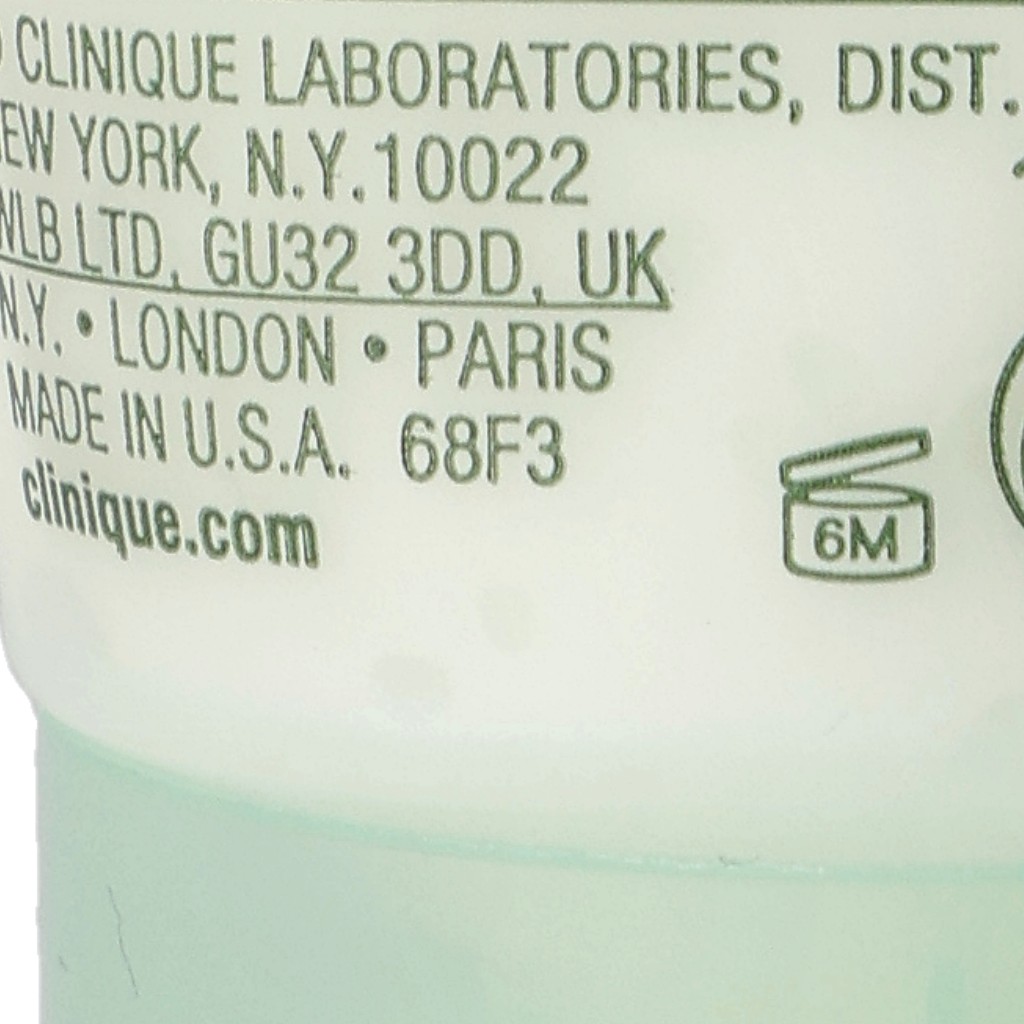 CLINIQUE LABORATORIES, DIST.
EW YORK, N.Y.10022
WLB LTD, GU32 3DD, UK
N.Y. • LONDON • PARIS
MADE IN U.S.A. 68F3
clinique.com
6M